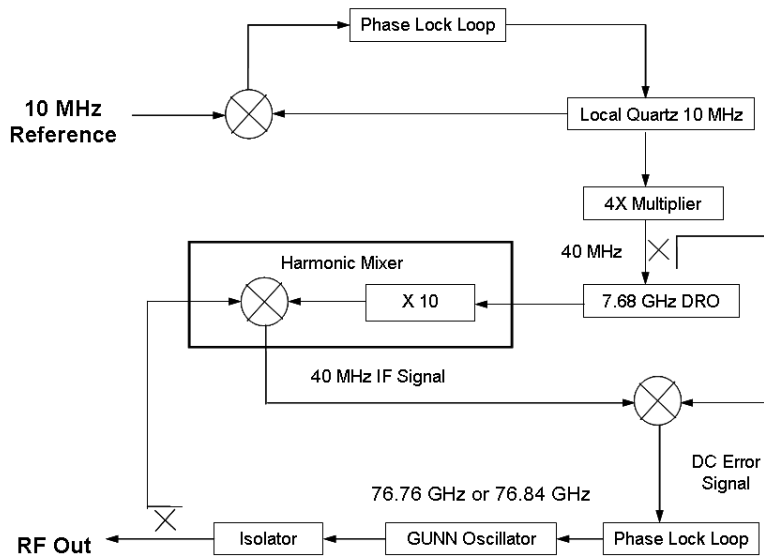 Phase Lock Loop
10 MHz
Reference
Local Quartz 10 MHz
4X Multiplier
40 MHz
Harmonic Mixer
X 10
7.68 GHz DRO
40 MHz IF Signal
DC Error
Signal
76.76 GHz or 76.84 GHz
RF Out
Isolator
GUNN Oscillator
Phase Lock Loop